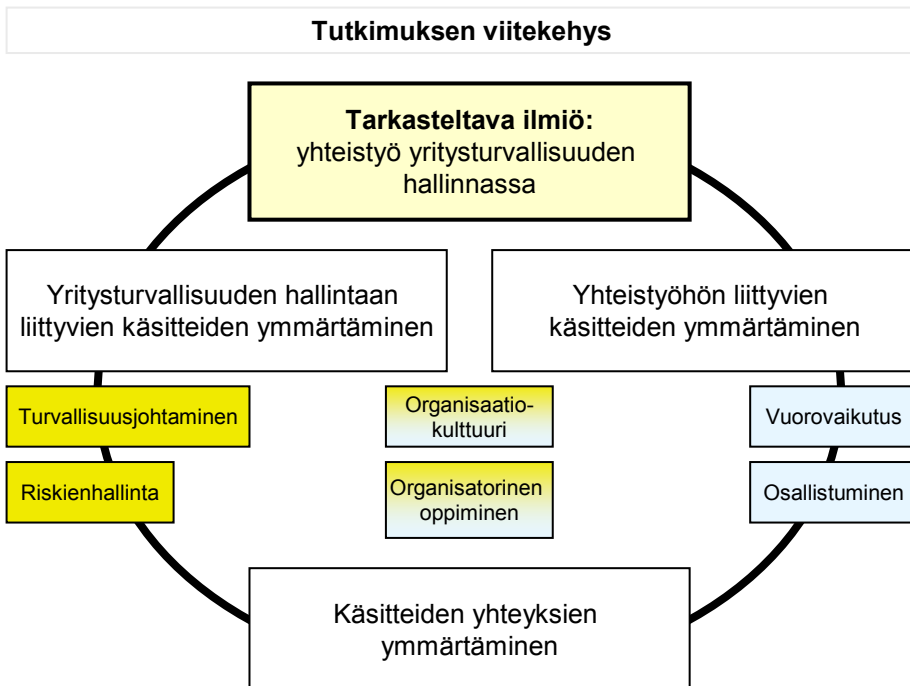 Tutkimuksen viitekehys
Tarkasteltava ilmiö:
yhteistyö yritysturvallisuuden
hallinnassa
Yritysturvallisuuden hallintaan
liittyvien käsitteiden ymmärtäminen
Yhteistyöhön liittyvien
käsitteiden ymmärtäminen
Turvallisuusjohtaminen
Organisaatio-
kulttuuri
Vuorovaikutus
Riskienhallinta
Organisatorinen
oppiminen
Osallistuminen
Käsitteiden yhteyksien
ymmärtäminen